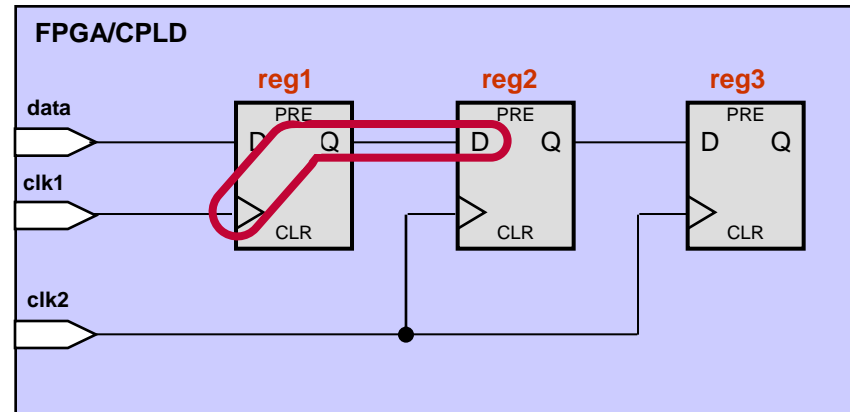 FPGA/CPLD
reg1 reg2 reg3
data
PRE PRE PRE
D Q D Q D Q
clk1
CLR CLR CLR
clk2